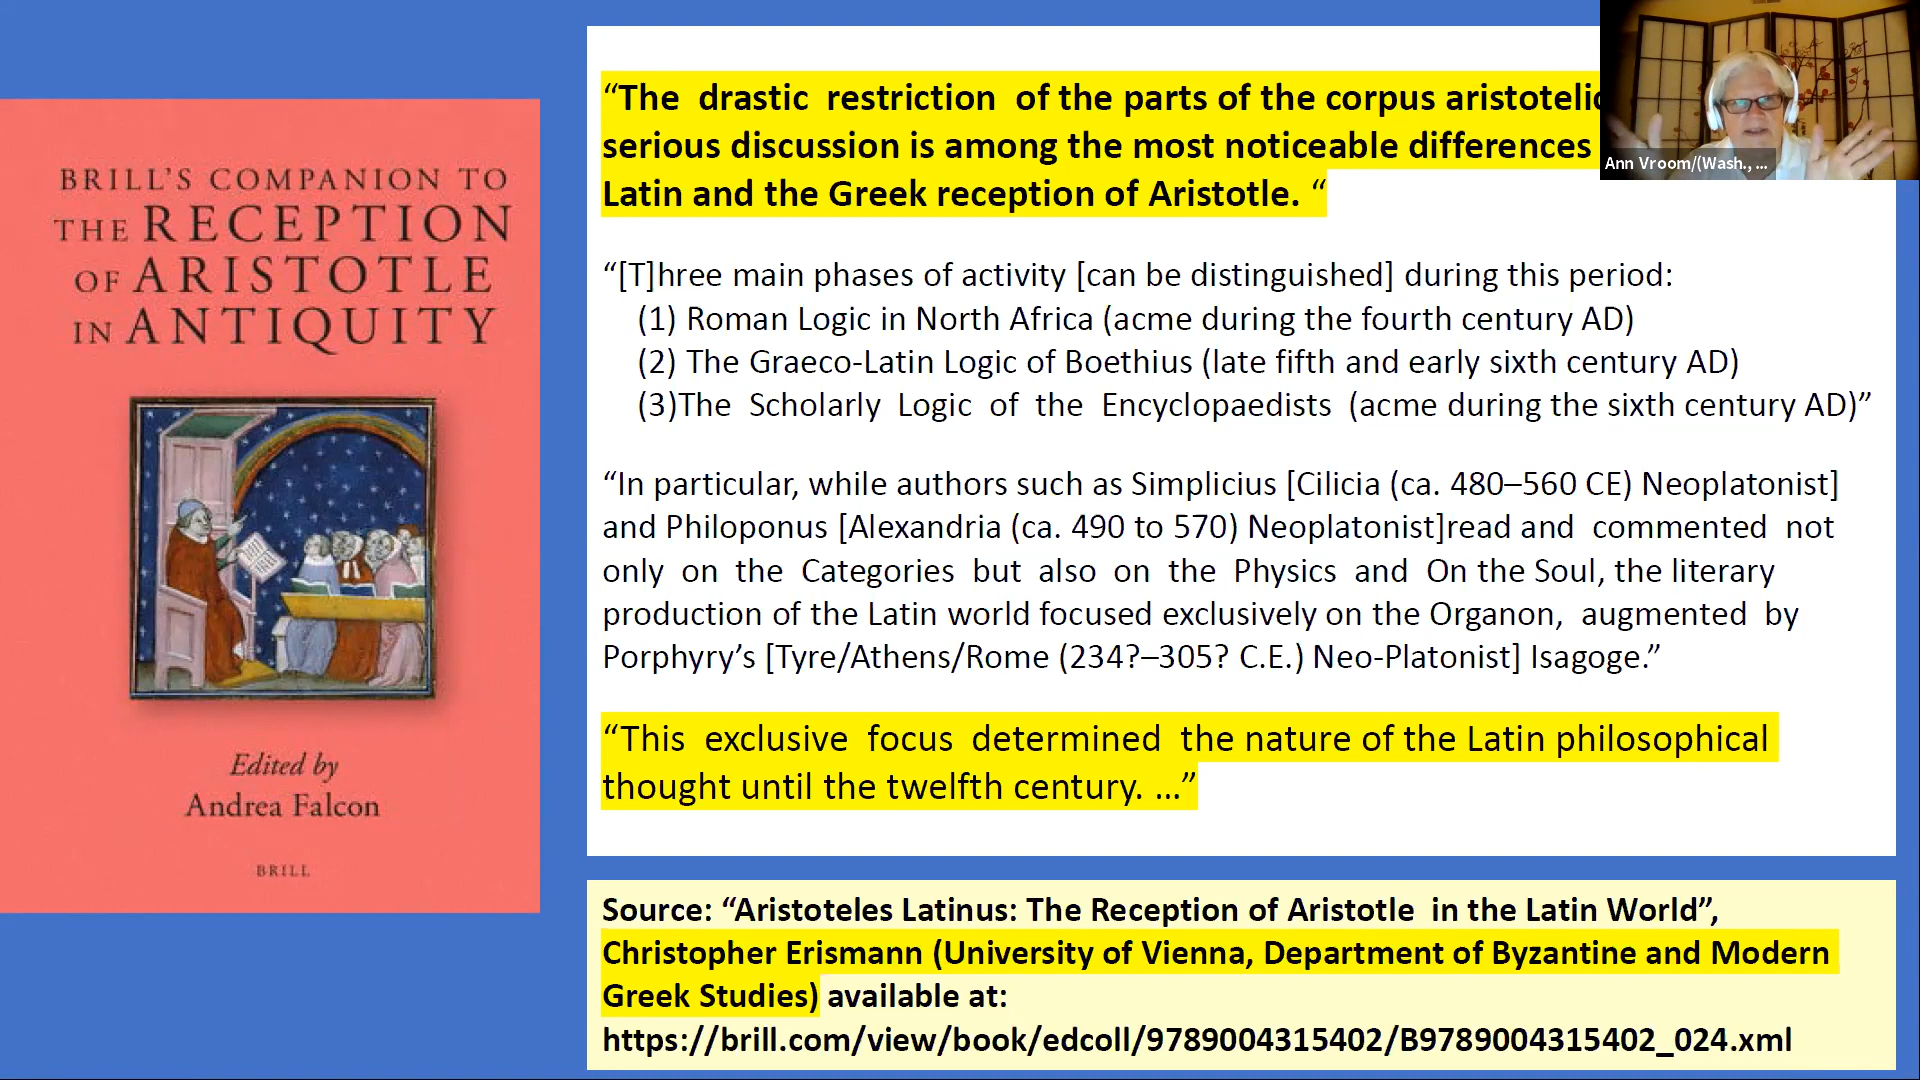 BRILL'S COMPANION TO
THE RECEPTION
OF ARISTOTLE
IN ANTIQUITY
Edited by
Andrea Falcon
BRILL
“The drastic restriction of the parts of the corpus
serious discussion is among the most noticeable differences
Latin and the Greek reception of Aristotle. “
“[T]hree main phases of activity [can be distinguished] during this period:
(1) Roman Logic in North Africa (acme during the fourth century AD)
(2) The Graeco-Latin Logic of Boethius (late fifth and early sixth century AD)
(3)The Scholarly Logic of the Encyclopaedists (acme during the sixth century AD)”
“In particular, while authors such as Simplicius [Cilicia (ca. 480–560 CE) Neoplatonist]
and Philoponus [Alexandria (ca. 490 to 570) Neoplatonist]read and commented not
only on the Categories but also on the Physics and On the Soul, the literary
production of the Latin world focused exclusively on the Organon, augmented by
Porphyry’s [Tyre/Athens/Rome (234?–305? C.E.) Neo-Platonist] Isagoge.”
“This exclusive focus determined the nature of the Latin philosophical
thought until the twelfth century. …”
Source: “Aristoteles Latinus: The Reception of Aristotle in the Latin World”,
Christopher Erismann (University of Vienna, Department of Byzantine and Modern
Greek Studies) available at:
https://brill.com/view/book/edcoll/9789004315402/B9789004315402_024.xml
Ann Vroom/(Wash., ...